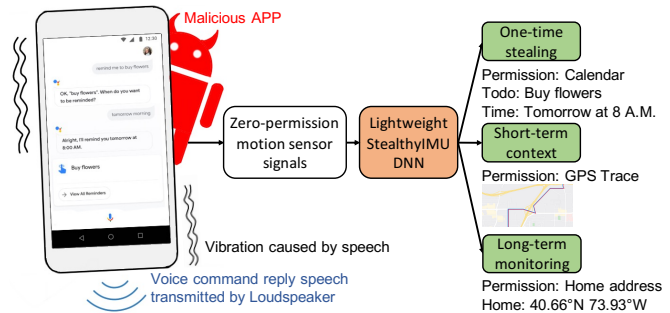 Malicious APP
12:30
remind me to buy flowers
OK, "buy flowers". When do you want
to be reminded?
tomorrow morning
Alright, I'll remind you tomorrow at
8:00 AM.
Buy flowers
View All Reminders
Vibration caused by speech
Voice command reply speech
transmitted by Loudspeaker
Zero-permission
motion sensor
signals
Lightweight
StealthyIMU
DNN
One-time
stealing
Permission: Calendar
Todo: Buy flowers
Time: Tomorrow at 8 A.M.
Short-term
context
Permission: GPS Trace
Long-term
monitoring
Permission: Home address
Home: 40.66°N 73.93°W